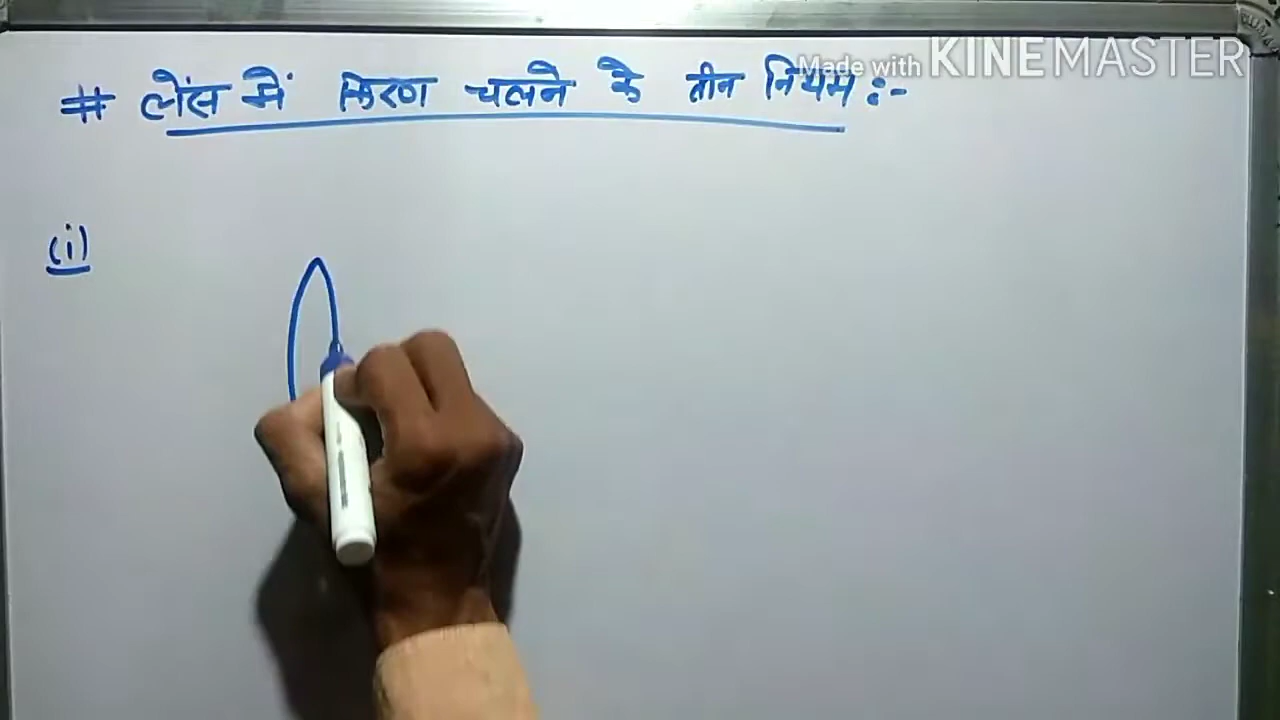 # लेंस में किरण चलने के तीन नियम :-
Made with KINEMASTER
(i)